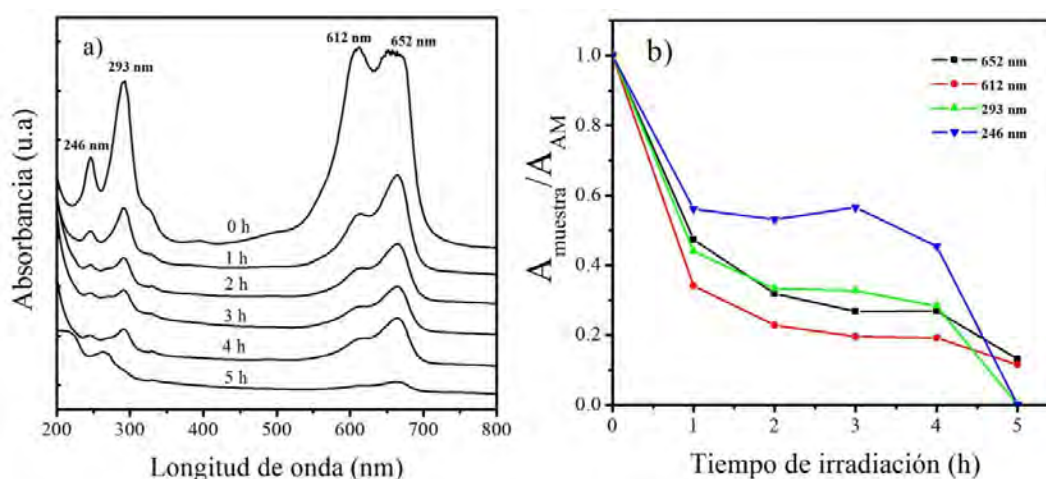 a)
246 nm
293 nm
612 nm
652 nm
0 h
1 h
2 h
3 h
4 h
5 h
Absorbancia (u.a)
200 300 400 500 600 700 800
Longitud de onda (nm)
b)
652 nm
612 nm
293 nm
246 nm
A muestra/A AM
1.0
0.8
0.6
0.4
0.2
0.0
0 1 2 3 4 5
Tiempo de irradiación (h)